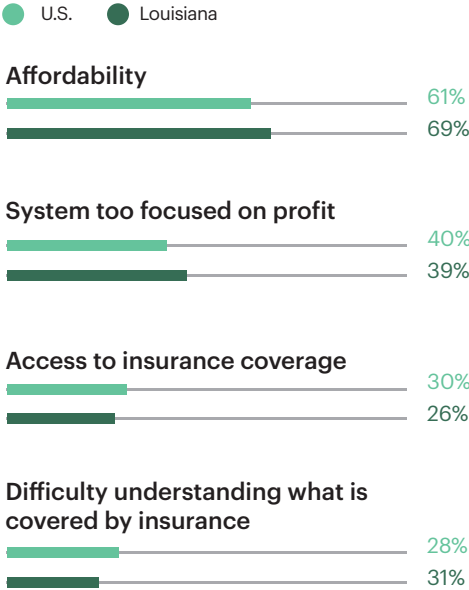 U.S. Louisiana
Affordability
61%
69%
System too focused on profit
40%
39%
Access to insurance coverage
30%
26%
Difficulty understanding what is
covered by insurance
28%
31%